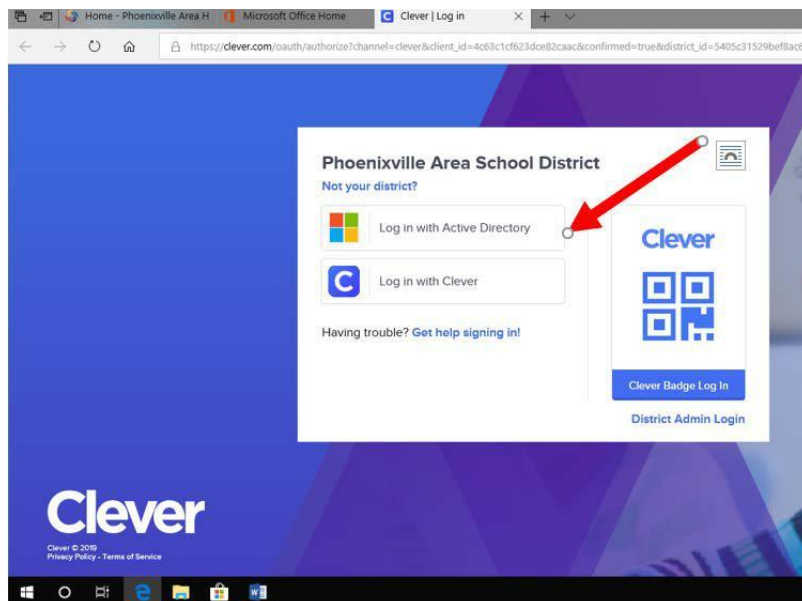 Home - Phoenixville Area H
Microsoft Office Home
Clever | Log in
https://clever.com/oauth/authorize?channel=clever&client_id=4c63c1cf623dce82caac&confirmed=true&district_id=5405c31529bef8ac6
Phoenixville Area School District
Not your district?
Log in with Active Directory
Log in with Clever
Having trouble? Get help signing in!
Clever
Clever Badge Log In
District Admin Login
Clever
Clever © 2019
Privacy Policy - Terms of Service